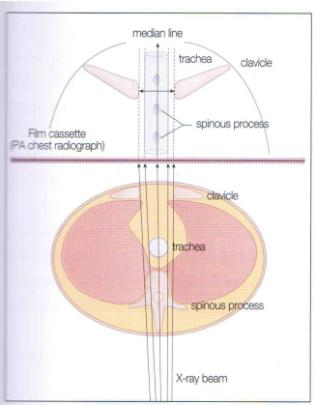 median line
trachea
clavicle
spinous process
Film cassette
(PA chest radiograph)
clavicle
trachea
spinous process
X-ray beam